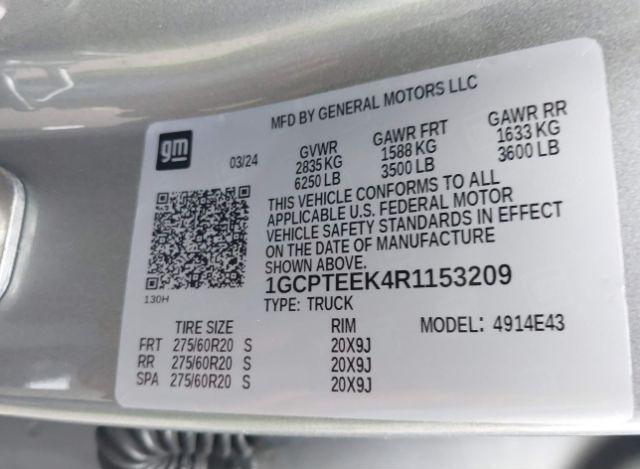 MFD BY GENERAL MOTORS LLC
gm
03/24
GVWR GAWR FRT GAWR RR
2835 KG 1588 KG 1633 KG
6250 LB 3500 LB 3600 LB
THIS VEHICLE CONFORMS TO ALL
APPLICABLE U.S. FEDERAL MOTOR
VEHICLE SAFETY STANDARDS IN EFFECT
ON THE DATE OF MANUFACTURE
SHOWN ABOVE.
130H
1GCPTEEK4R1153209
TYPE: TRUCK
TIRE SIZE RIM MODEL: 4914E43
FRT 275/60R20 S 20X9J
RR 275/60R20 S 20X9J
SPA 275/60R20 S 20X9J